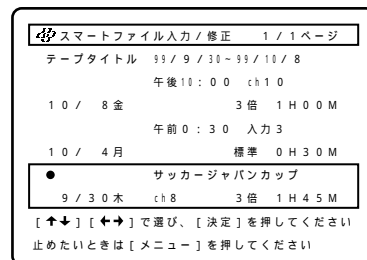 スマートファイル入力/修正 1/1ページ
テープタイトル 99/9/30~99/10/8
午後10:00 ch10
10/ 8金 3倍 1H00M
午前0:30 入力3
10/ 4月 標準 0H30M
● サッカージャパンカップ
9/30木 ch8 3倍 1H45M
[↑↓][←→]で選び、[決定]を押してください
止めたいときは[メニュー]を押してください